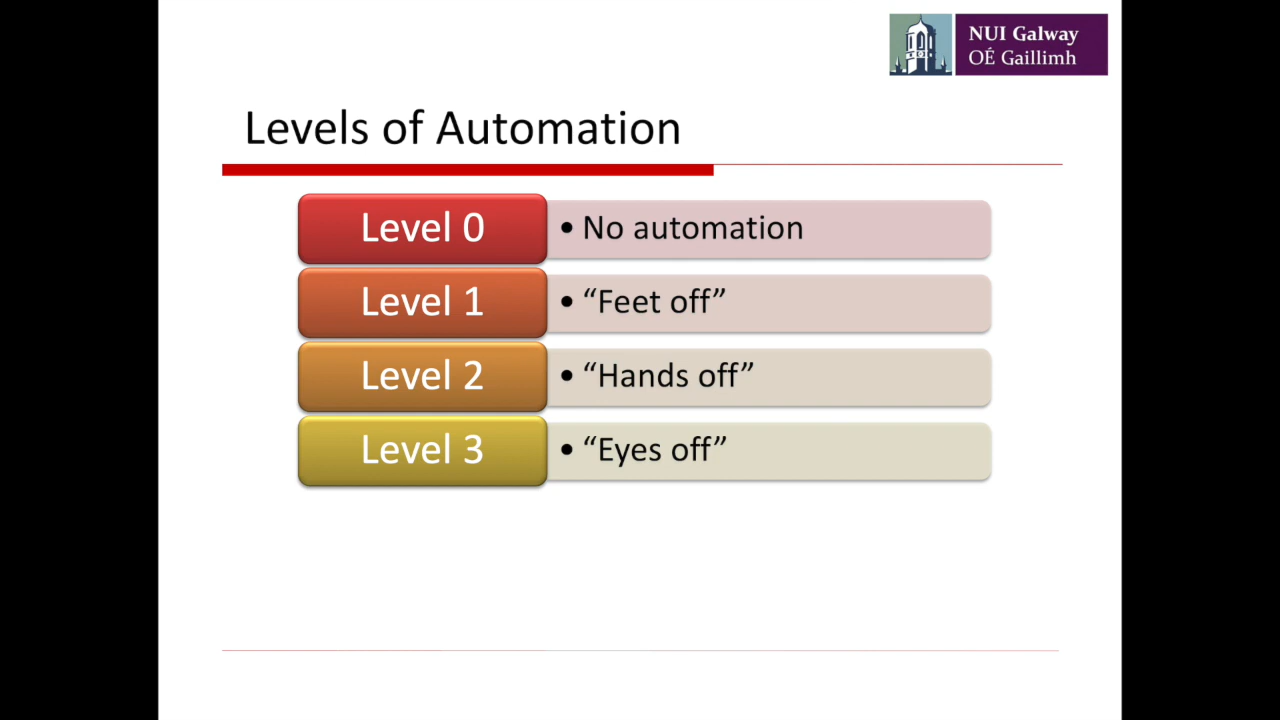 NUI Galway
OÉ Gaillimh
Levels of Automation
Level 0
• No automation
Level 1
• “Feet off”
Level 2
• “Hands off”
Level 3
• “Eyes off”